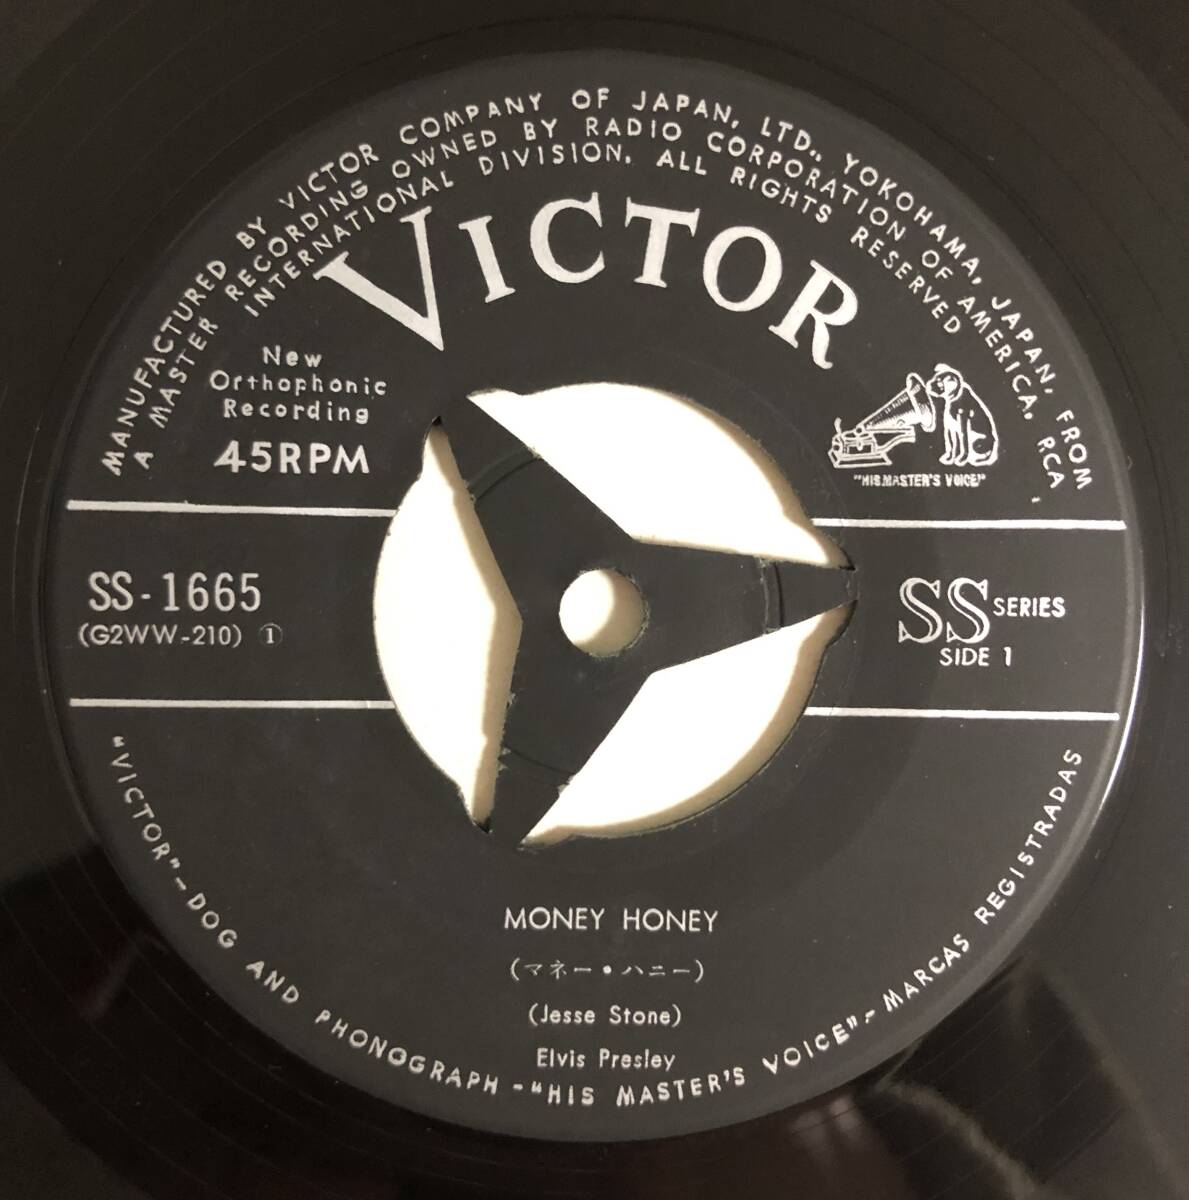 MANUFACTURED BY VICTOR COMPANY OF JAPAN, LTD., YOKOHAMA, JAPAN, FROM
A MASTER RECORDING OWNED BY RADIO CORPORATION OF AMERICA, RCA
INTERNATIONAL DIVISION. ALL RIGHTS RESERVED
VICTOR
New
Orthophonic
Recording
45RPM
"HIS MASTER'S VOICE"
SS-1665
(G2WW-210) ①
SS SERIES
SIDE 1
MONEY HONEY
(マネー・ハニー)
(Jesse Stone)
Elvis Presley
"VICTOR"-DOG AND PHONOGRAPH-"HIS MASTER'S VOICE"-MARCAS REGISTRADAS